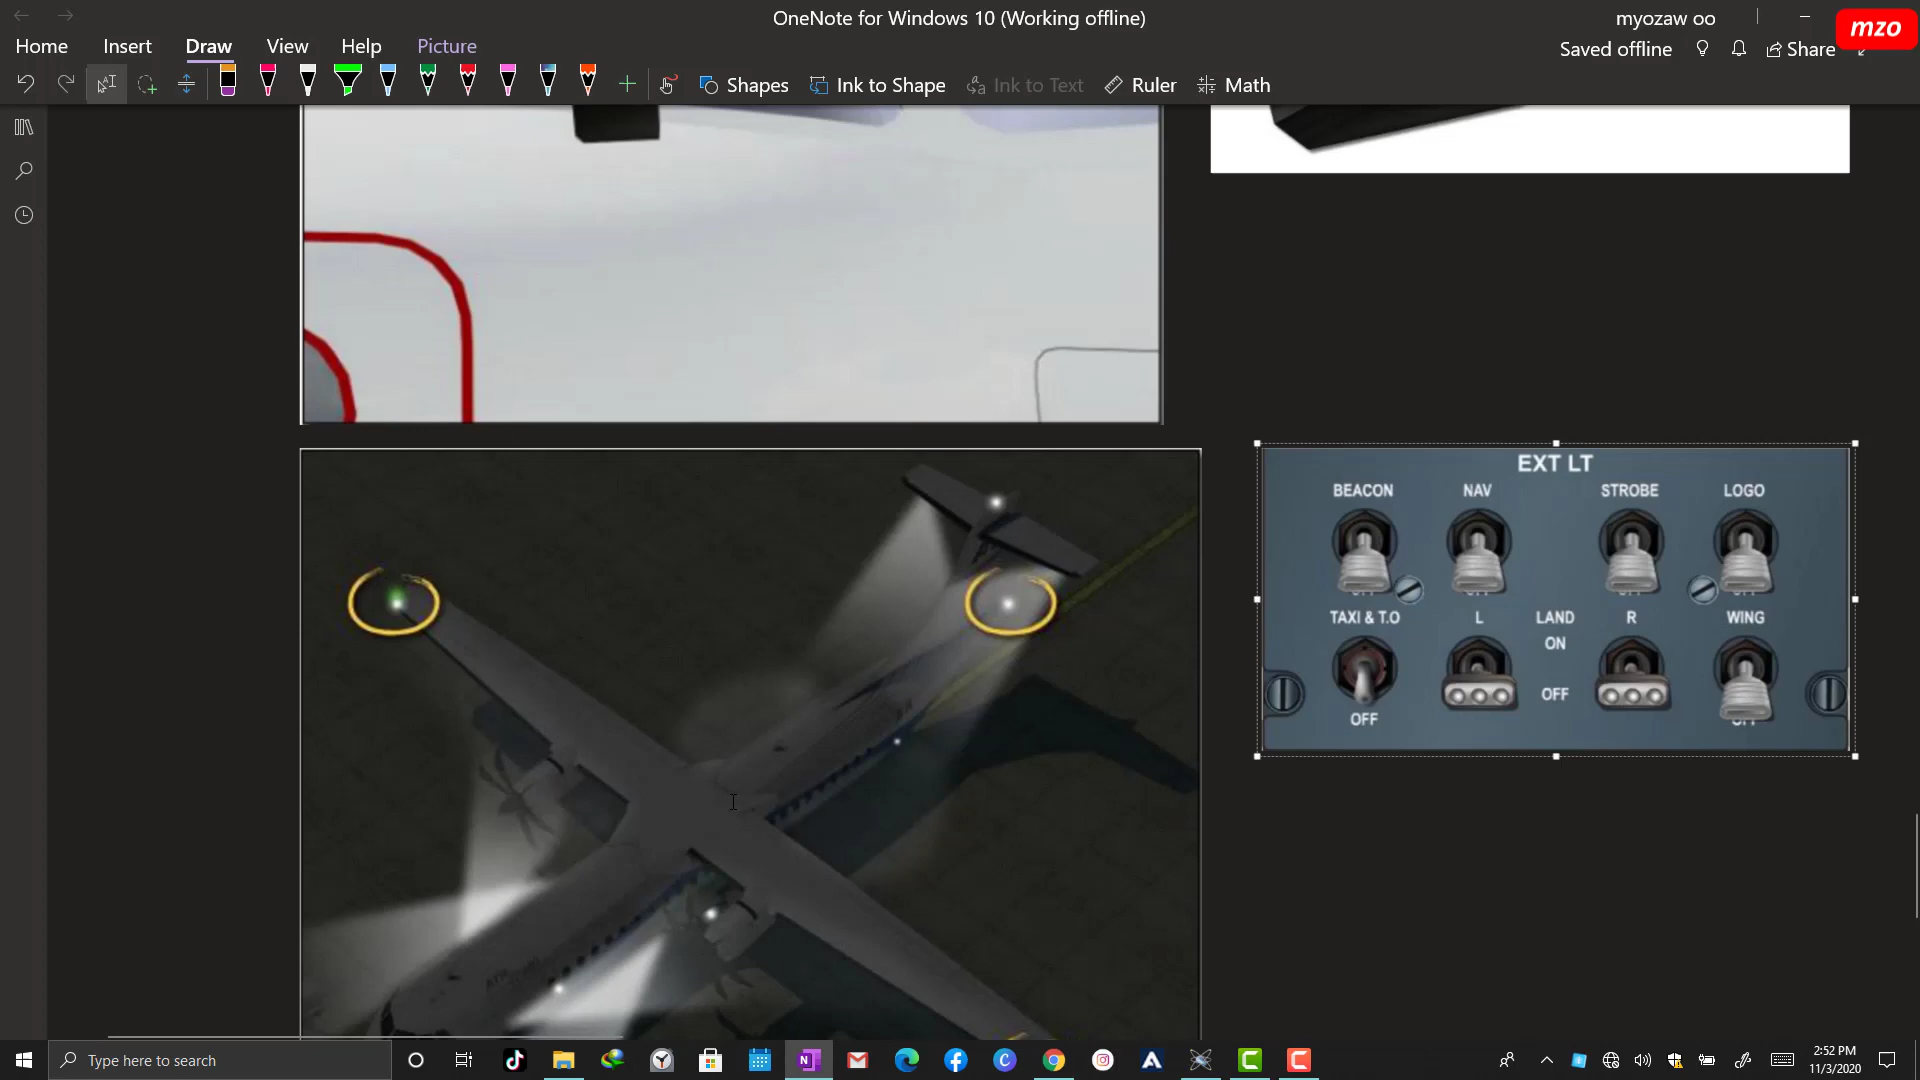 OneNote for Windows 10 (Working offline)
myozaw oo
mzo
Home Insert Draw View Help Picture
Saved offline
Share
Shapes
Ink to Shape
Ink to Text
Ruler
Math
EXT LT
BEACON NAV STROBE LOGO
TAXI & T.O L LAND R WING
ON
OFF
OFF
Type here to search
2:52 PM
11/3/2020